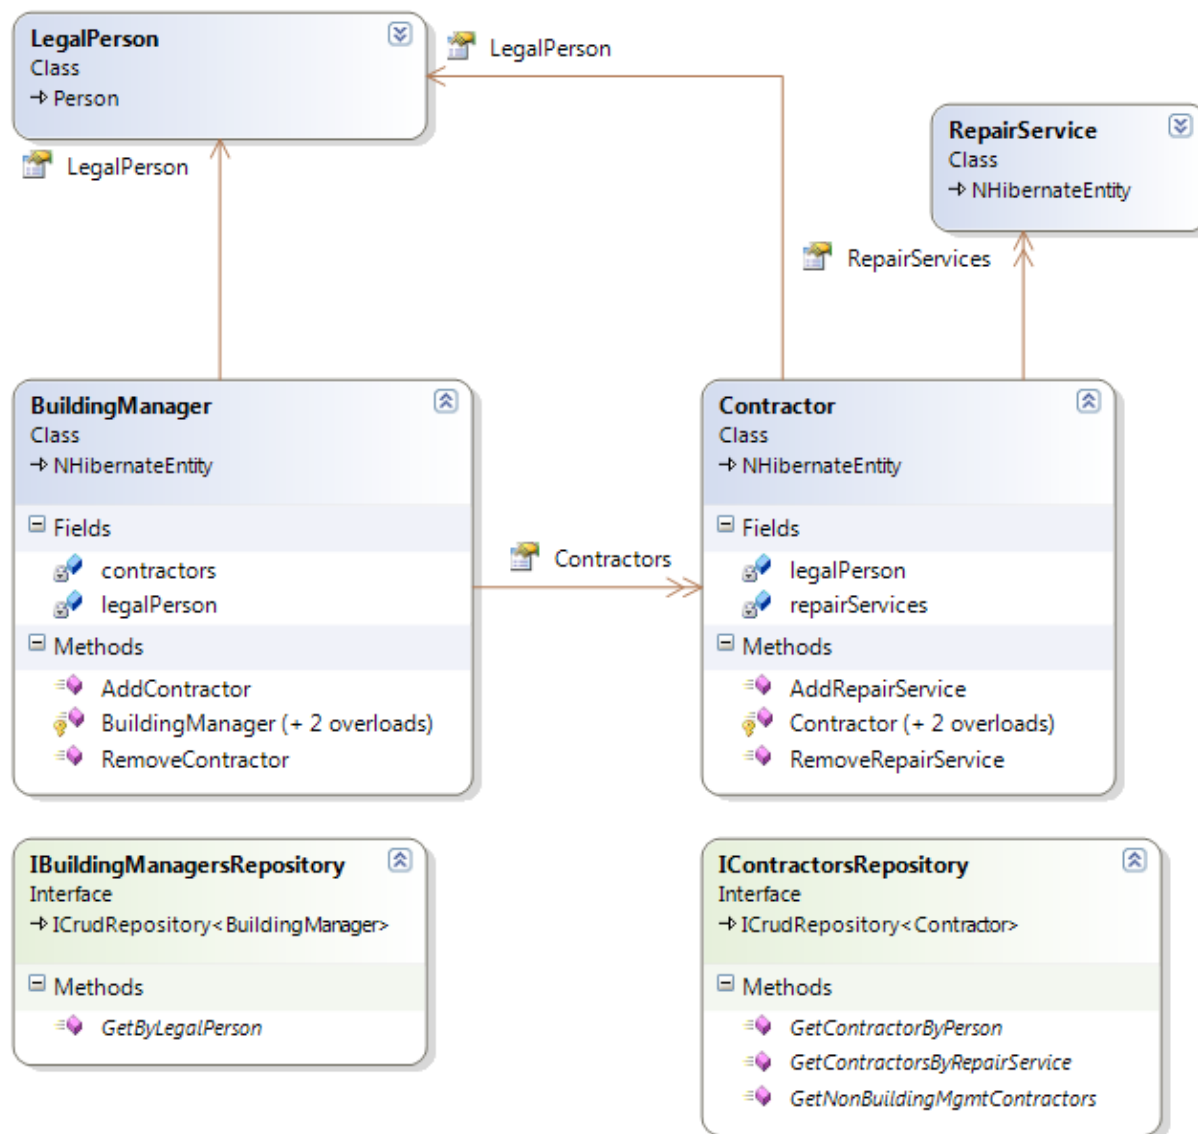 LegalPerson
Class
Person
LegalPerson
LegalPerson
RepairService
Class
NHibernateEntity
RepairServices
BuildingManager
Class
NHibernateEntity
Fields
contractors
legalPerson
Methods
AddContractor
BuildingManager (+ 2 overloads)
RemoveContractor
Contractors
Contractor
Class
NHibernateEntity
Fields
legalPerson
repairServices
Methods
AddRepairService
Contractor (+ 2 overloads)
RemoveRepairService
IBuildingManagersRepository
Interface
ICrudRepository<BuildingManager>
Methods
GetByLegalPerson
IContractorsRepository
Interface
ICrudRepository<Contractor>
Methods
GetContractorByPerson
GetContractorsByRepairService
GetNonBuildingMgmtContractors